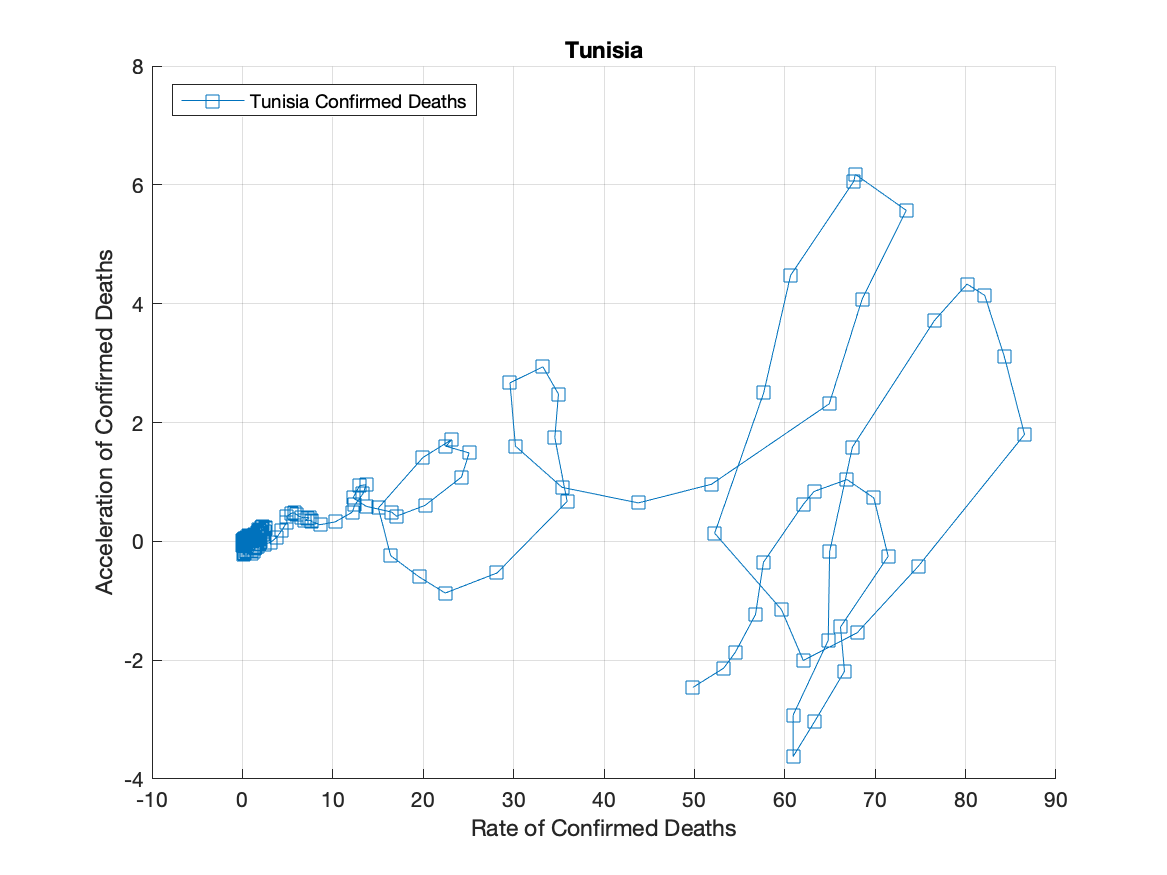 Tunisia
Tunisia Confirmed Deaths
8
6
4
2
0
-2
-4
Acceleration of Confirmed Deaths
-10 0 10 20 30 40 50 60 70 80 90
Rate of Confirmed Deaths